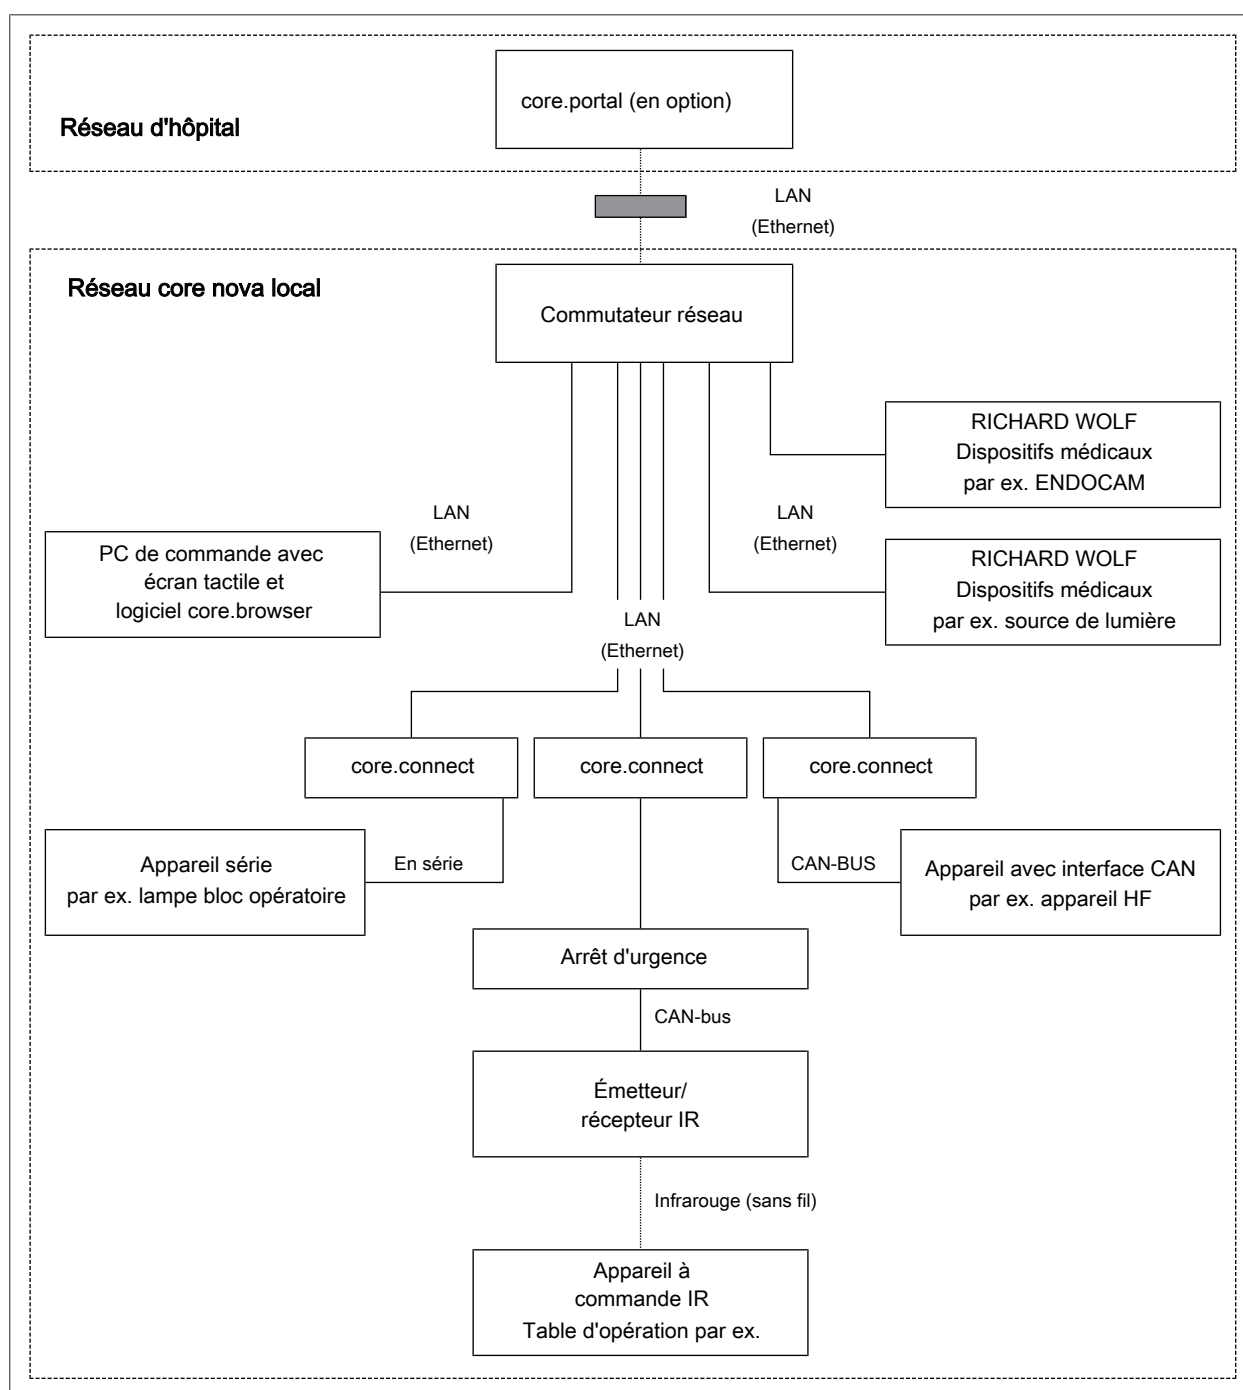 core.portal (en option)
Réseau d'hôpital
LAN
(Ethernet)
Réseau core nova local
Commutateur réseau
RICHARD WOLF
Dispositifs médicaux
par ex. ENDOCAM
LAN
(Ethernet)
LAN
(Ethernet)
PC de commande avec
écran tactile et
logiciel core.browser
RICHARD WOLF
Dispositifs médicaux
par ex. source de lumière
LAN
(Ethernet)
core.connect
core.connect
core.connect
Appareil série
par ex. lampe bloc opératoire
En série
CAN-BUS
Appareil avec interface CAN
par ex. appareil HF
Arrêt d'urgence
CAN-bus
Émetteur/
récepteur IR
Infrarouge (sans fil)
Appareil à
commande IR
Table d'opération par ex.